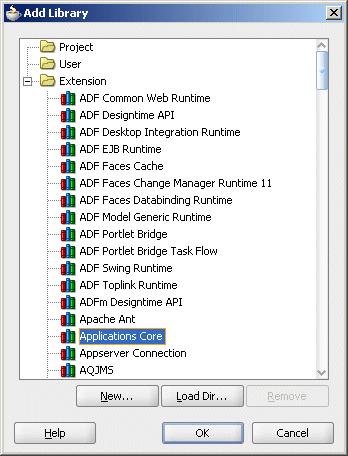 Add Library
Project
User
Extension
ADF Common Web Runtime
ADF Designtime API
ADF Desktop Integration Runtime
ADF EJB Runtime
ADF Faces Cache
ADF Faces Change Manager Runtime 11
ADF Faces Databinding Runtime
ADF Model Generic Runtime
ADF Portlet Bridge
ADF Portlet Bridge Task Flow
ADF Swing Runtime
ADF Toplink Runtime
ADFm Designtime API
Apache Ant
Applications Core
Appserver Connection
AQJMS
New... Load Dir... Remove
Help OK Cancel